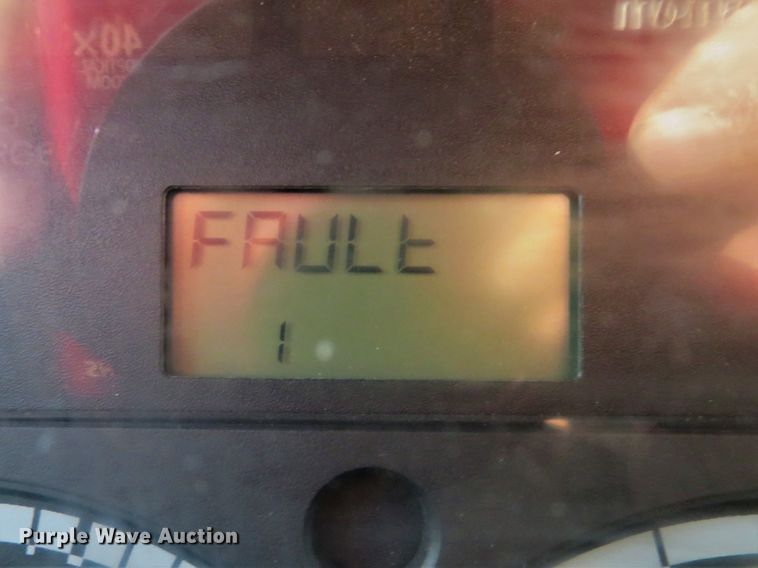 40X
FAULt
1
Purple Wave Auction